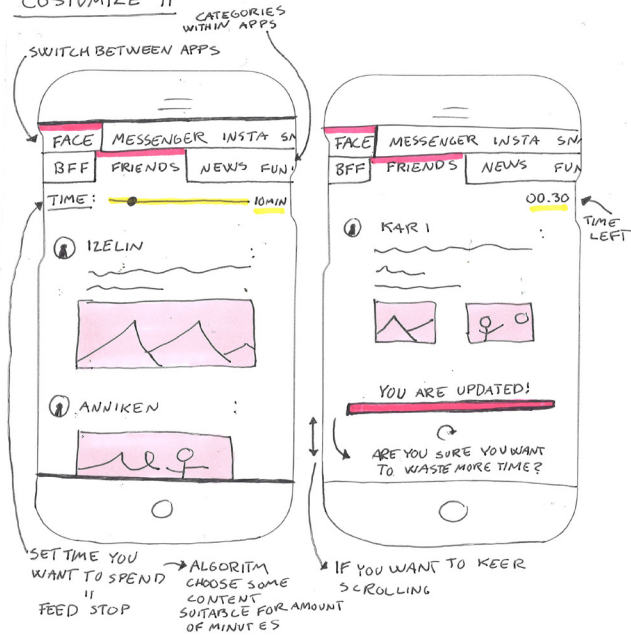 COSTUMIZE IT
CATEGORIES
WITHIN APPS
SWITCH BETWEEN APPS
FACE MESSENGER INSTA SN
BFF FRIENDS NEWS FUN
TIME: 10MIN
IZELIN
ANNIKEN
FACE MESSENGER INSTA SN
BFF FRIENDS NEWS FUN
00.30
TIME
LEFT
KARI
YOU ARE UPDATED!
ARE YOU SURE YOU WANT
TO WASTE MORE TIME?
SET TIME YOU
WANT TO SPEND
=
FEED STOP
ALGORITM
CHOOSE SOME
CONTENT
SUITABLE FOR AMOUNT
OF MINUTES
IF YOU WANT TO KEEP
SCROLLING